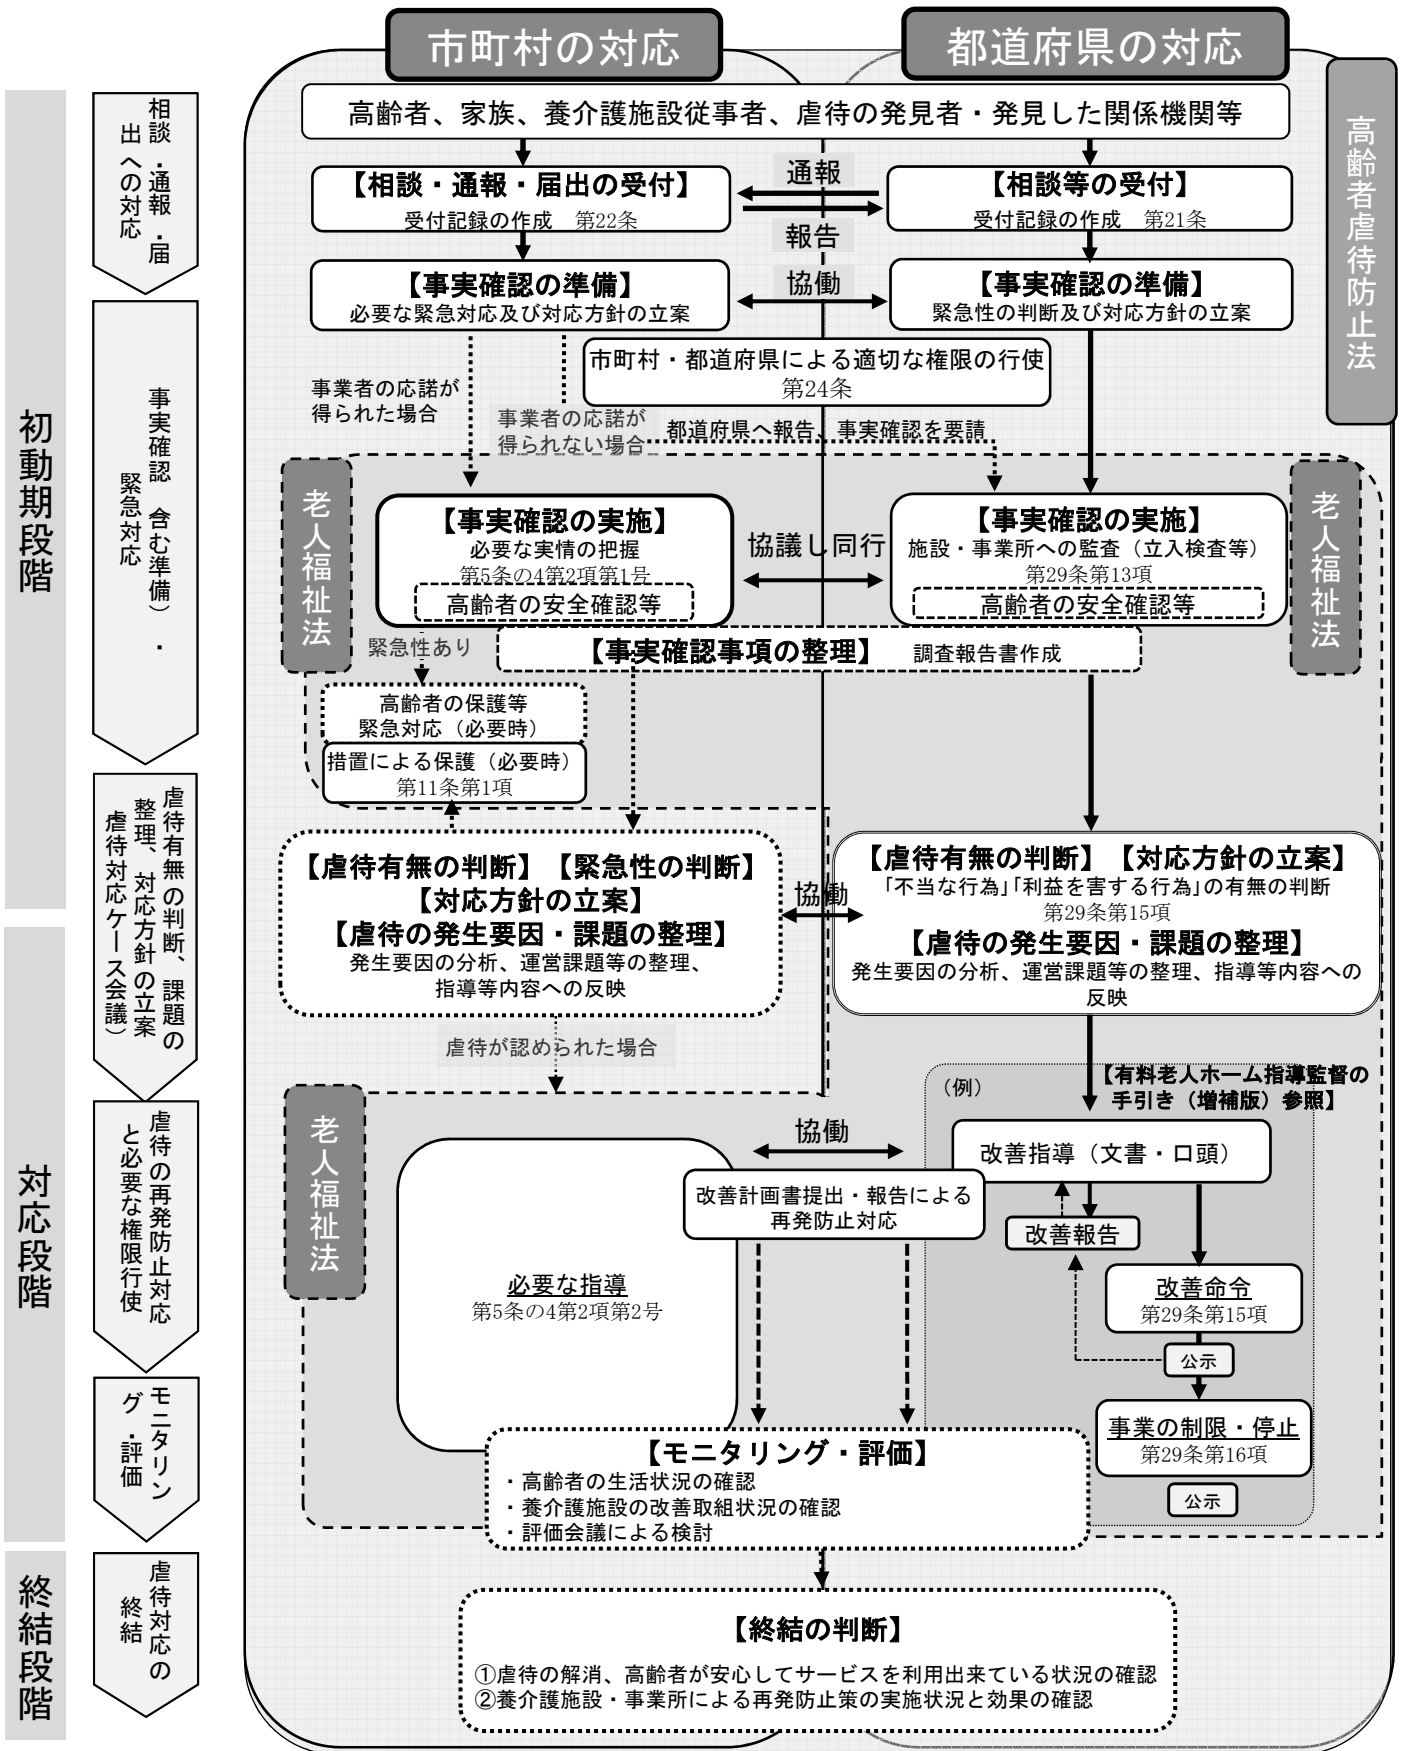 市町村の対応
都道府県の対応
高齢者虐待防止法
高齢者、家族、養介護施設従事者、虐待の発見者・発見した関係機関等
初動期段階
相談・通報・届
出への対応
【相談・通報・届出の受付】
受付記録の作成 第22条
通報
報告
【相談等の受付】
受付記録の作成 第21条
【事実確認の準備】
必要な緊急対応及び対応方針の立案
協働
【事実確認の準備】
緊急性の判断及び対応方針の立案
市町村・都道府県による適切な権限の行使
第24条
事実確認 含む準備）・
緊急対応
事業者の応諾が
得られた場合
事業者の応諾が
得られない場合
都道府県へ報告、事実確認を要請
老人福祉法
【事実確認の実施】
必要な実情の把握
第5条の4第2項第1号
高齢者の安全確認等
協議し同行
【事実確認の実施】
施設・事業所への監査（立入検査等）
第29条第13項
高齢者の安全確認等
老人福祉法
緊急性あり
【事実確認事項の整理】 調査報告書作成
高齢者の保護等
緊急対応（必要時）
措置による保護（必要時）
第11条第1項
虐待有無の判断、課題の
整理、対応方針の立案
虐待対応ケース会議）
【虐待有無の判断】【緊急性の判断】
【対応方針の立案】
【虐待の発生要因・課題の整理】
発生要因の分析、運営課題等の整理、
指導等内容への反映
協働
【虐待有無の判断】【対応方針の立案】
「不当な行為」「利益を害する行為」の有無の判断
第29条第15項
【虐待の発生要因・課題の整理】
発生要因の分析、運営課題等の整理、指導等内容への
反映
虐待が認められた場合
対応段階
虐待の再発防止対応
と必要な権限行使
老人福祉法
（例）
【有料老人ホーム指導監督の
手引き（増補版）参照】
協働
改善指導（文書・口頭）
改善計画書提出・報告による
再発防止対応
改善報告
必要な指導
第5条の4第2項第2号
改善命令
第29条第15項
公示
事業の制限・停止
第29条第16項
公示
モニタリン
グ・評価
【モニタリング・評価】
・高齢者の生活状況の確認
・養介護施設の改善取組状況の確認
・評価会議による検討
終結段階
虐待対応の
終結
【終結の判断】
①虐待の解消、高齢者が安心してサービスを利用出来ている状況の確認
②養介護施設・事業所による再発防止策の実施状況と効果の確認